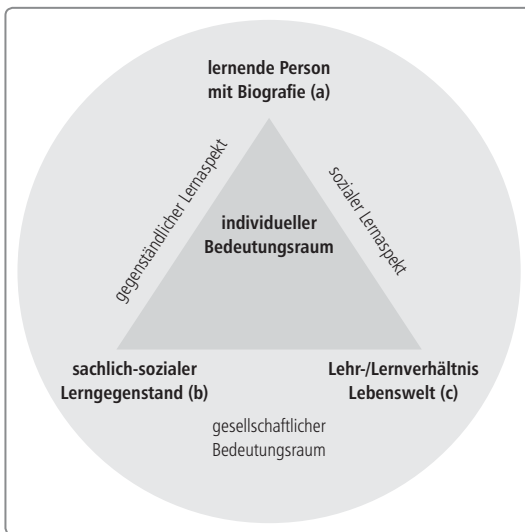 lernende Person
mit Biografie (a)
gegenständlicher Lernaspekt
sozialer Lernaspekt
individueller
Bedeutungsraum
sachlich-sozialer
Lerngegenstand (b)
Lehr-/Lernverhältnis
Lebenswelt (c)
gesellschaftlicher
Bedeutungsraum